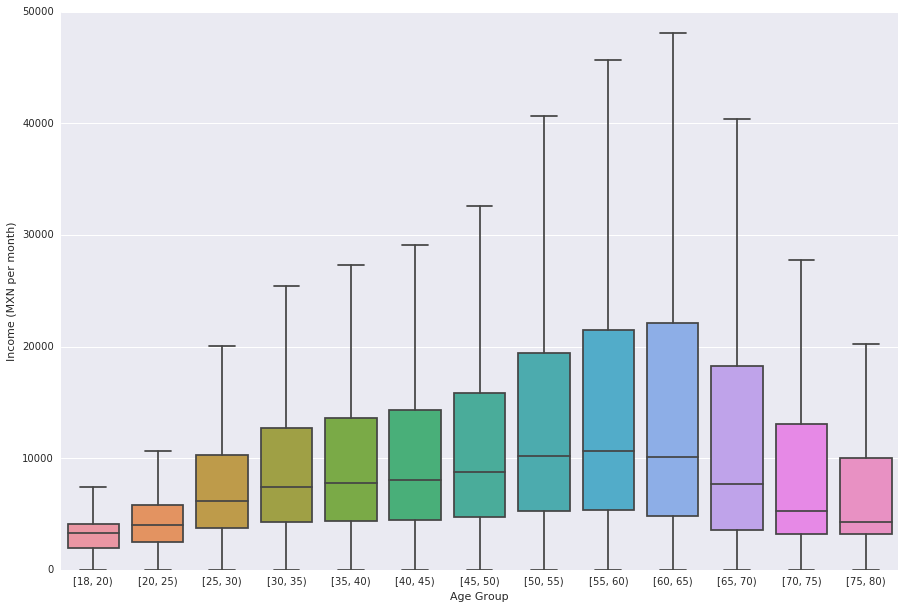 50000
40000
30000
20000
10000
0
Income (MXN per month)
[18, 20) [20, 25) [25, 30) [30, 35) [35, 40) [40, 45) [45, 50) [50, 55) [55, 60) [60, 65) [65, 70) [70, 75) [75, 80)
Age Group